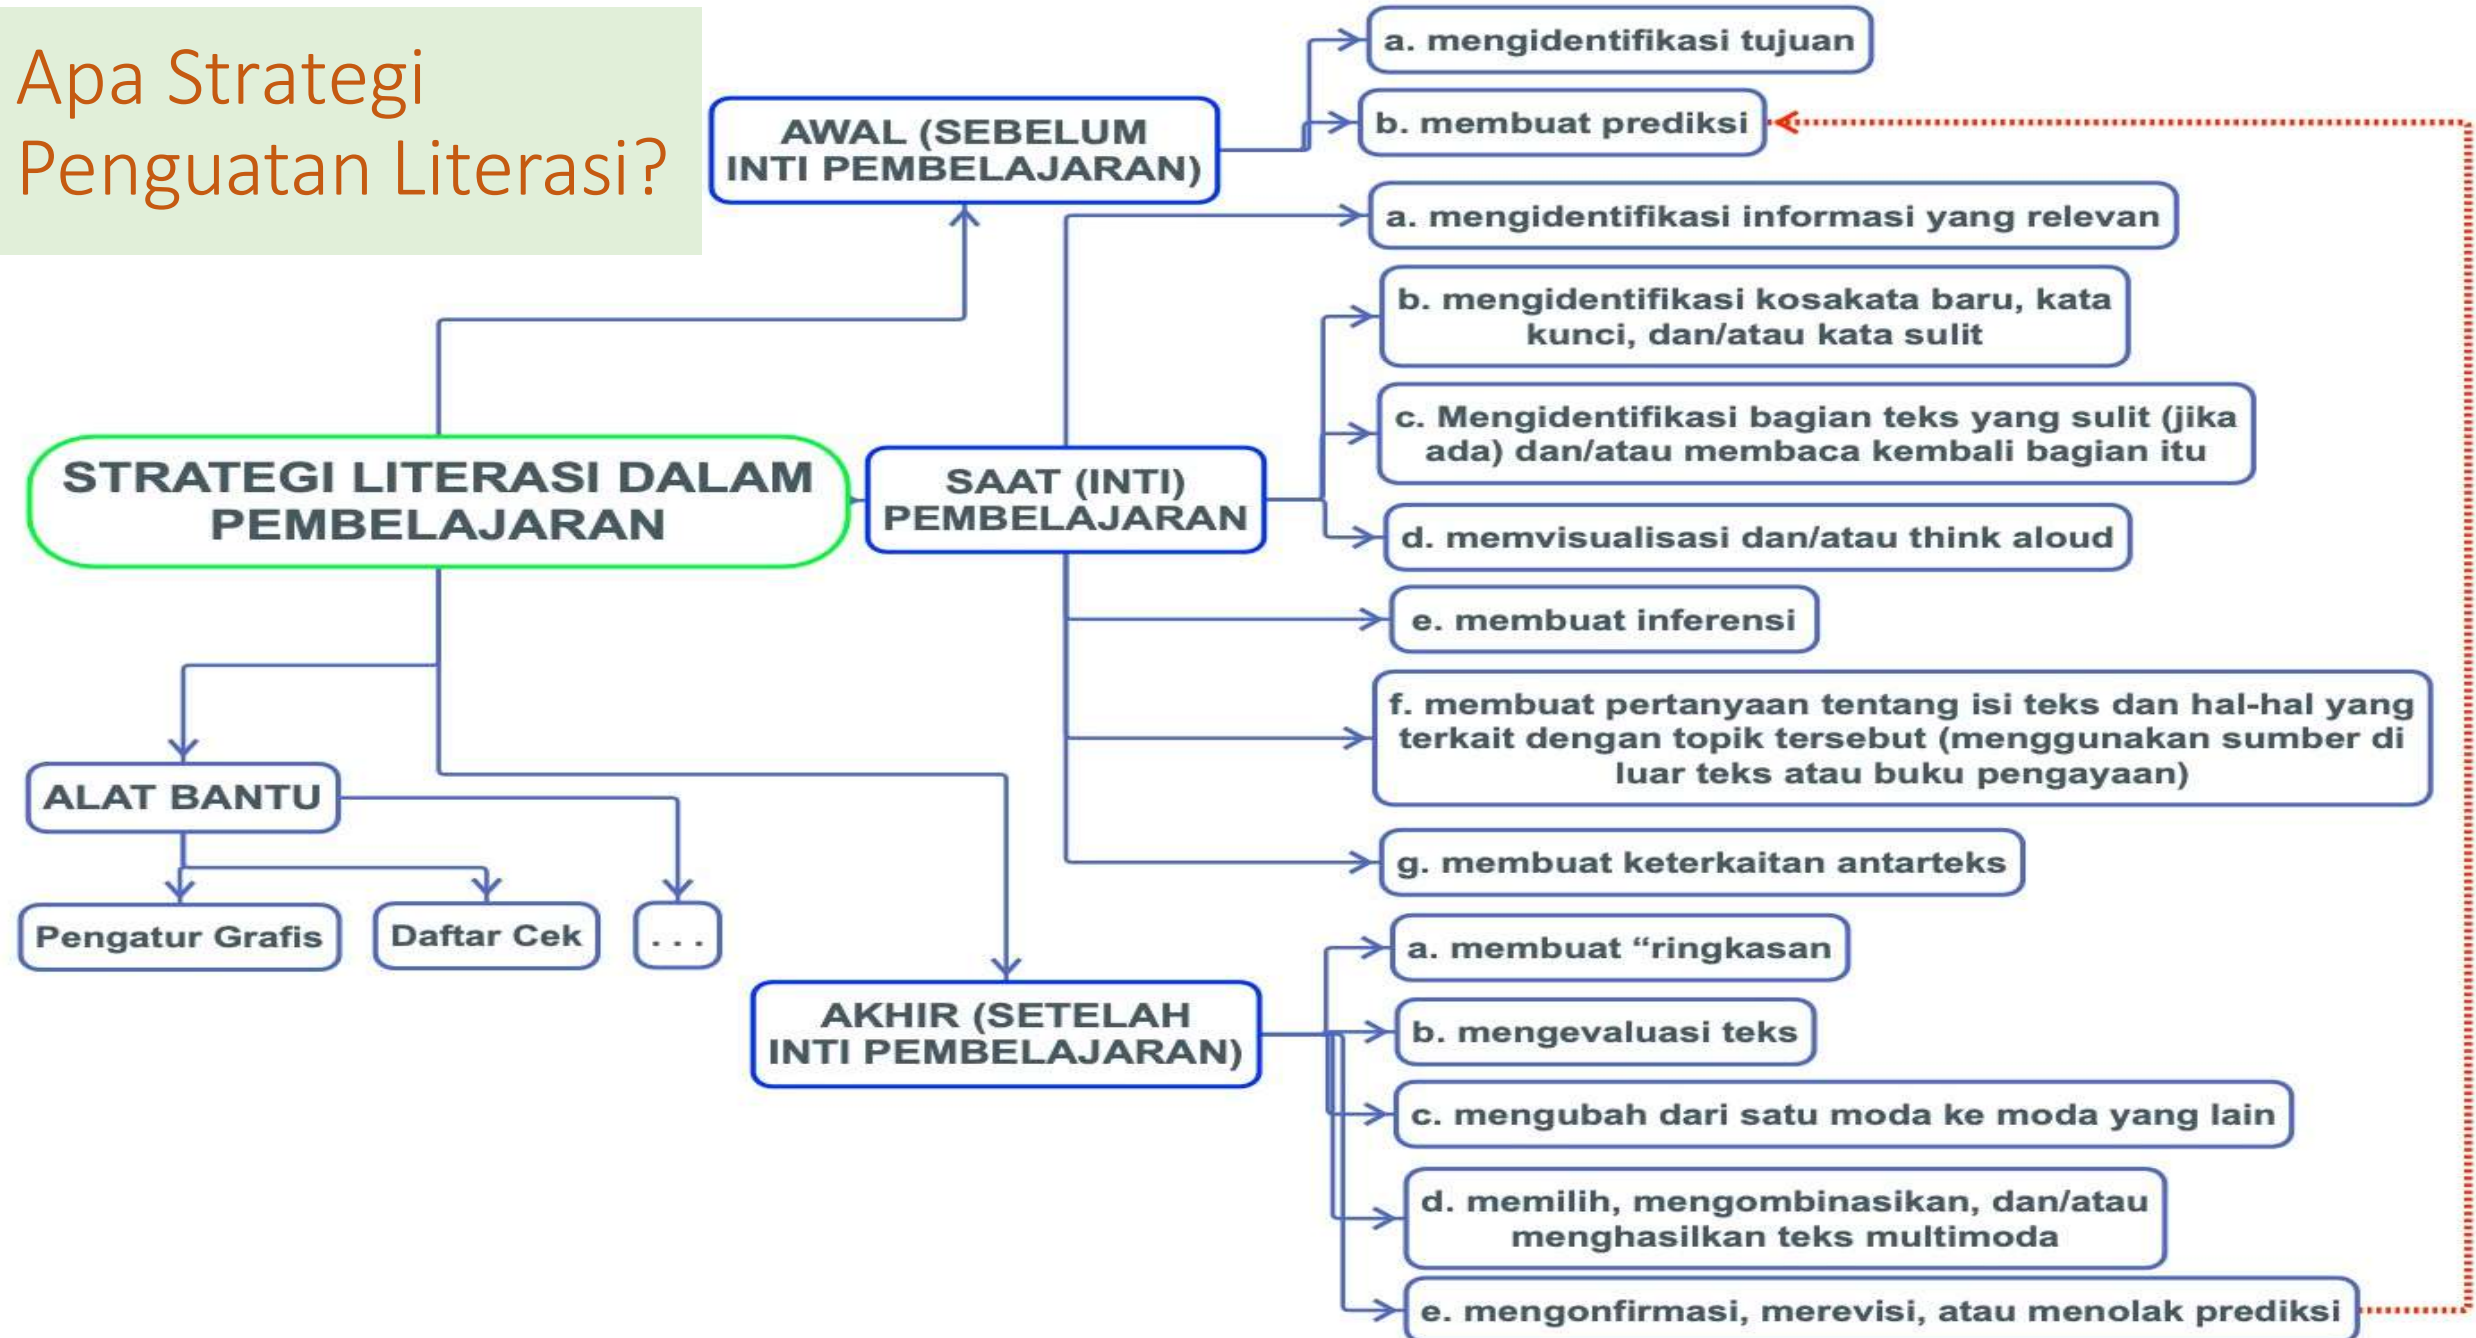 Apa Strategi
Penguatan Literasi?
STRATEGI LITERASI DALAM
PEMBELAJARAN
AWAL (SEBELUM
INTI PEMBELAJARAN)
a. mengidentifikasi tujuan
b. membuat prediksi
SAAT (INTI)
PEMBELAJARAN
a. mengidentifikasi informasi yang relevan
b. mengidentifikasi kosakata baru, kata
kunci, dan/atau kata sulit
c. Mengidentifikasi bagian teks yang sulit (jika
ada) dan/atau membaca kembali bagian itu
d. memvisualisasi dan/atau think aloud
e. membuat inferensi
f. membuat pertanyaan tentang isi teks dan hal-hal yang
terkait dengan topik tersebut (menggunakan sumber di
luar teks atau buku pengayaan)
g. membuat keterkaitan antarteks
ALAT BANTU
Pengatur Grafis
Daftar Cek
. . .
AKHIR (SETELAH
INTI PEMBELAJARAN)
a. membuat “ringkasan
b. mengevaluasi teks
c. mengubah dari satu moda ke moda yang lain
d. memilih, mengombinasikan, dan/atau
menghasilkan teks multimoda
e. mengonfirmasi, merevisi, atau menolak prediksi